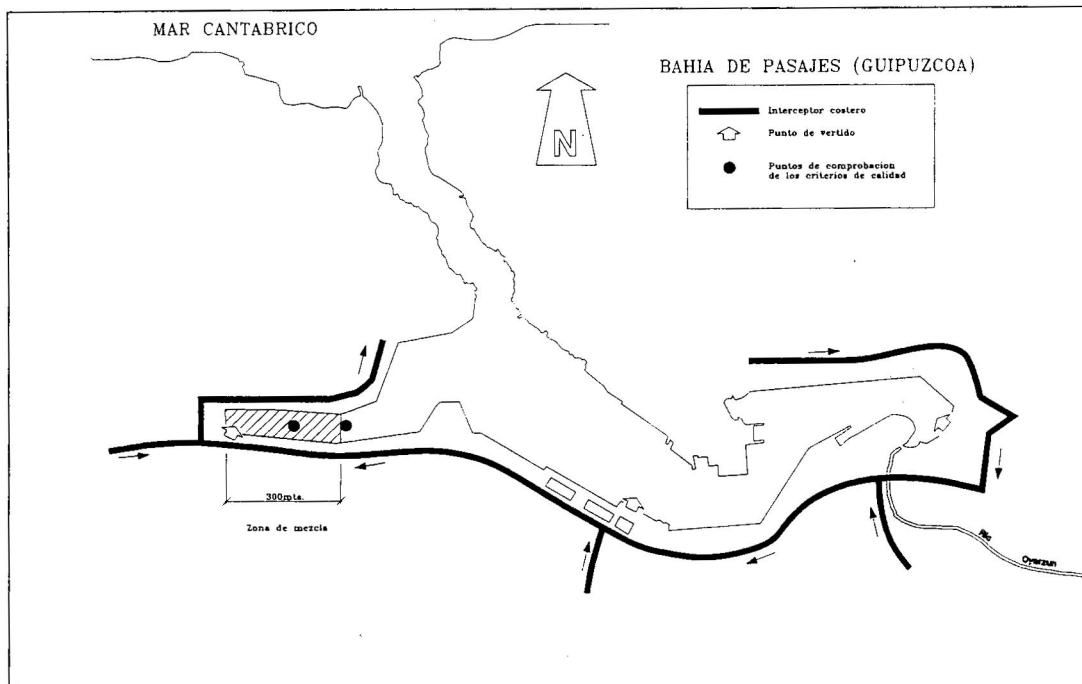 MAR CANTABRICO
BAHIA DE PASAJES (GUIPUZCOA)
Interceptor costero
Punto de vertido
N
Puntos de comprobacion
de los criterios de calidad
300mts.
Zona de mezcla
Rio
Oyarzun